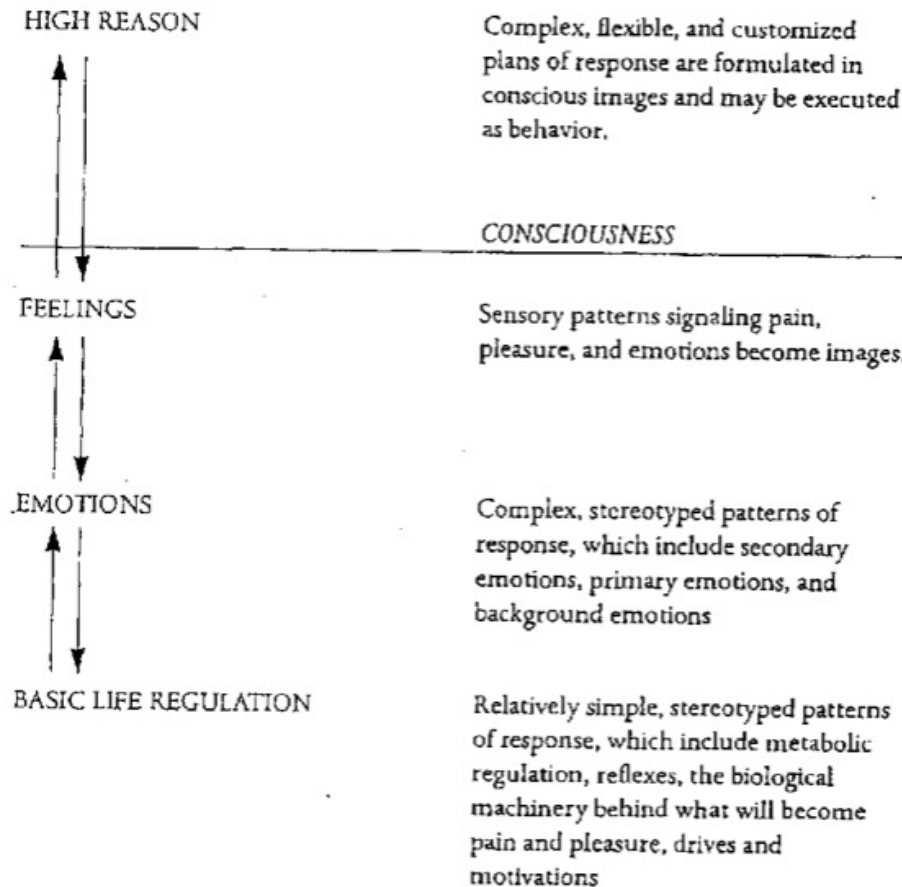 HIGH REASON
Complex, flexible, and customized
plans of response are formulated in
conscious images and may be executed
as behavior.
CONSCIOUSNESS
FEELINGS
Sensory patterns signaling pain,
pleasure, and emotions become images.
EMOTIONS
Complex, stereotyped patterns of
response, which include secondary
emotions, primary emotions, and
background emotions
BASIC LIFE REGULATION
Relatively simple, stereotyped patterns
of response, which include metabolic
regulation, reflexes, the biological
machinery behind what will become
pain and pleasure, drives and
motivations